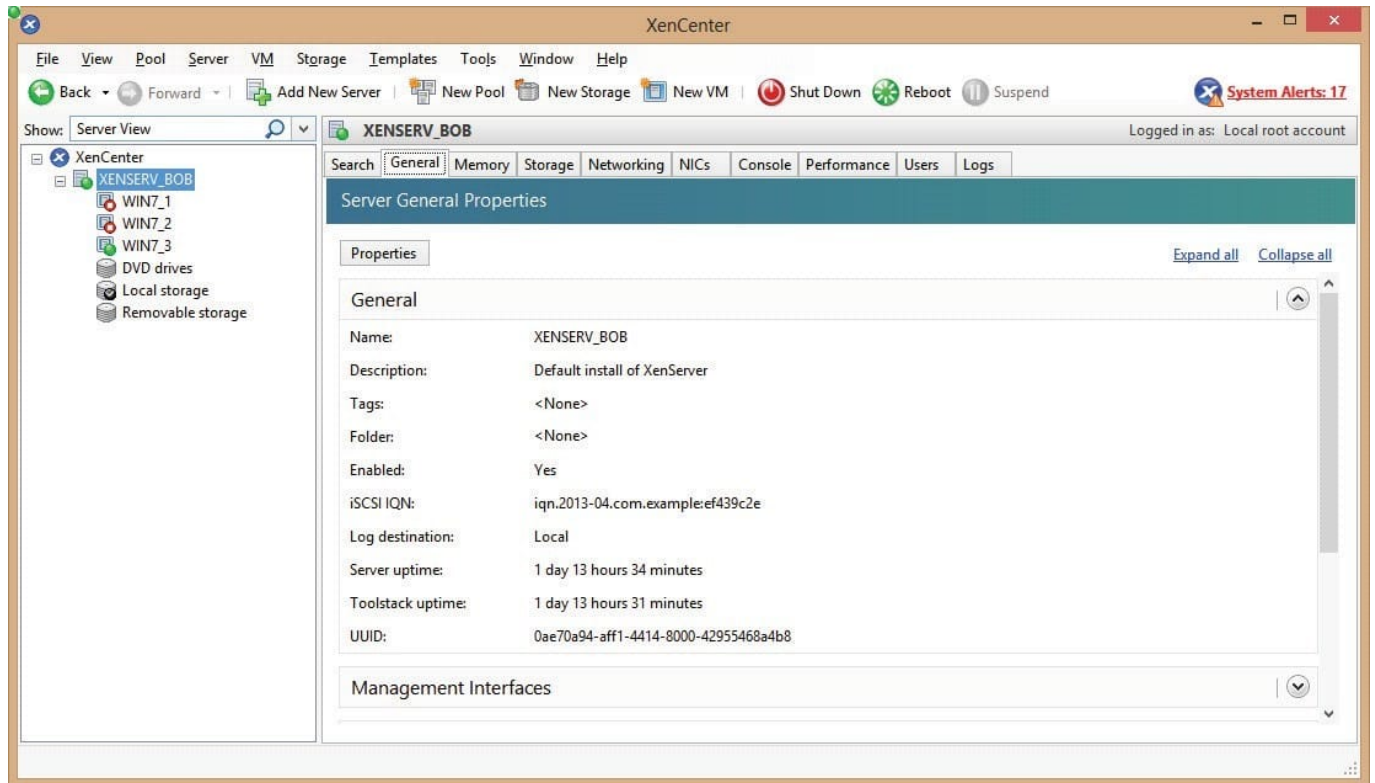 XenCenter
File View Pool Server VM Storage Templates Tools Window Help
Back Forward Add New Server New Pool New Storage New VM Shut Down Reboot Suspend System Alerts: 17
Show: Server View
XENSERV_BOB Logged in as: Local root account
XenCenter
XENSERV_BOB
WIN7_1
WIN7_2
WIN7_3
DVD drives
Local storage
Removable storage
Search General Memory Storage Networking NICs Console Performance Users Logs
Server General Properties
Properties Expand all Collapse all
General
Name: XENSERV_BOB
Description: Default install of XenServer
Tags: <None>
Folder: <None>
Enabled: Yes
iSCSI IQN: iqn.2013-04.com.example:ef439c2e
Log destination: Local
Server uptime: 1 day 13 hours 34 minutes
Toolstack uptime: 1 day 13 hours 31 minutes
UUID: 0ae70a94-aff1-4414-8000-42955468a4b8
Management Interfaces